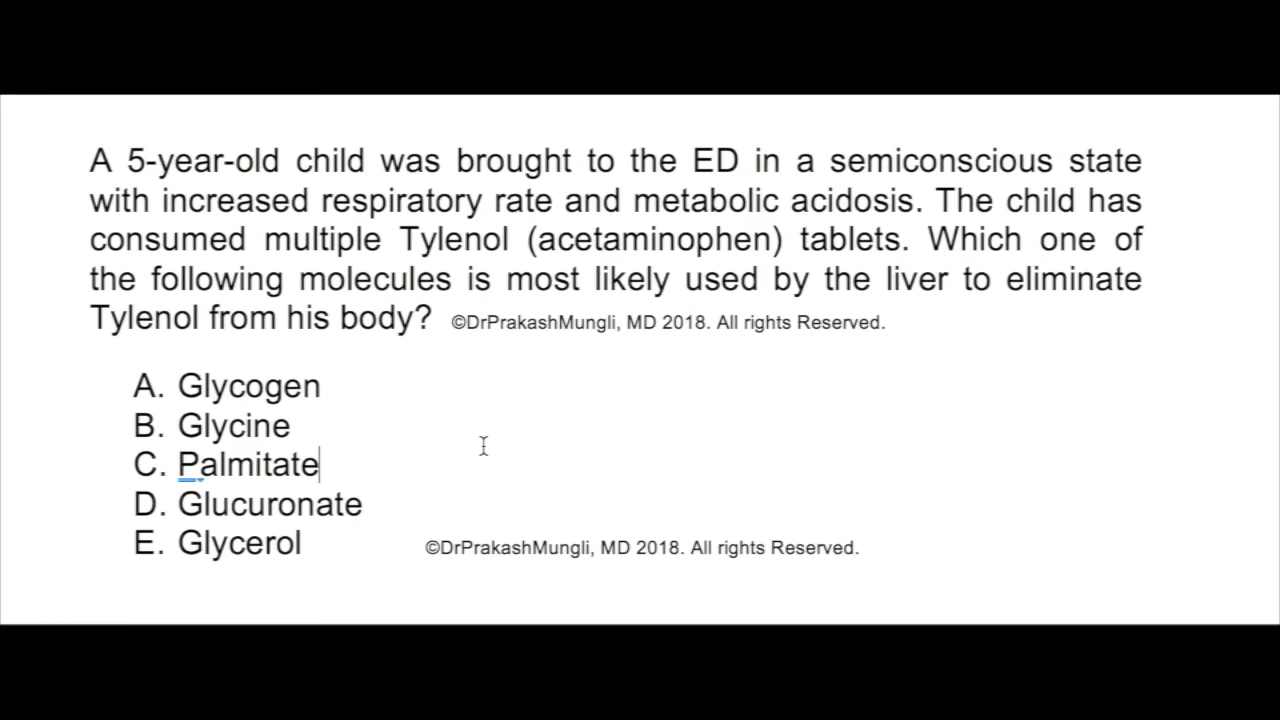 A 5-year-old child was brought to the ED in a semiconscious state
with increased respiratory rate and metabolic acidosis. The child has
consumed multiple Tylenol (acetaminophen) tablets. Which one of
the following molecules is most likely used by the liver to eliminate
Tylenol from his body? ©DrPrakashMungli, MD 2018. All rights Reserved.
A. Glycogen
B. Glycine
C. Palmitate
D. Glucuronate
E. Glycerol ©DrPrakashMungli, MD 2018. All rights Reserved.